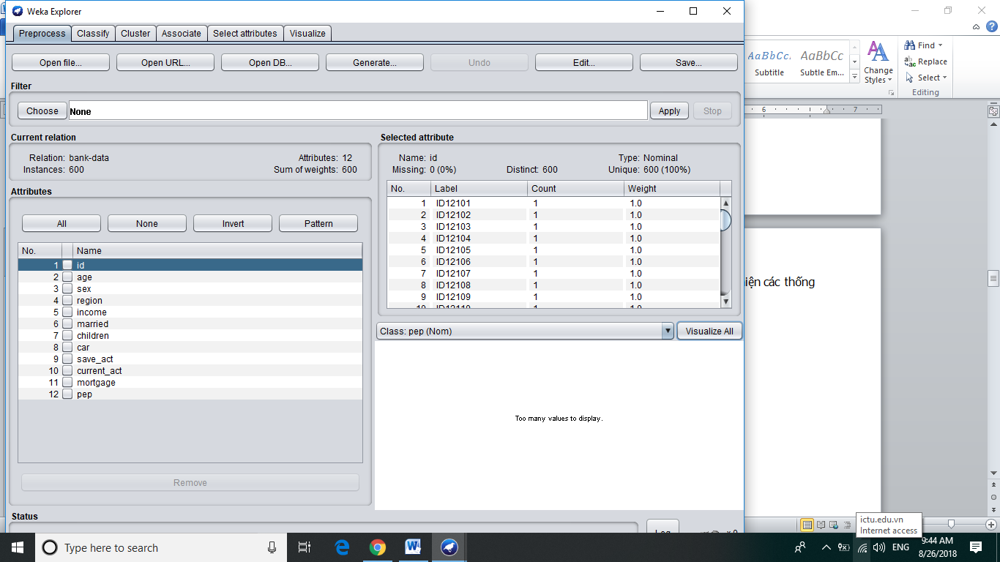 Weka Explorer
Preprocess Classify Cluster Associate Select attributes Visualize
Open file... Open URL... Open DB... Generate... Undo Edit... Save...
Filter
Choose None Apply Stop
Current relation
Relation: bank-data Attributes: 12
Instances: 600 Sum of weights: 600
Attributes
All None Invert Pattern
No. Name
1 id
2 age
3 sex
4 region
5 income
6 married
7 children
8 car
9 save_act
10 current_act
11 mortgage
12 pep
Remove
Status
Selected attribute
Name: id Type: Nominal
Missing: 0 (0%) Distinct: 600 Unique: 600 (100%)
No. Label Count Weight
1 ID12101 1 1.0
2 ID12102 1 1.0
3 ID12103 1 1.0
4 ID12104 1 1.0
5 ID12105 1 1.0
6 ID12106 1 1.0
7 ID12107 1 1.0
8 ID12108 1 1.0
9 ID12109 1 1.0
10 ID12110 1 1.0
Class: pep (Nom) Visualize All
Too many values to display.
Log x 0
AaBbCc. AaBbCc
Subtitle Subtle Em...
Change
Styles
Find
Replace
Select
Editing
6 7
iện các thống
ictu.edu.vn
Internet access
Type here to search
ENG
9:44 AM
8/26/2018